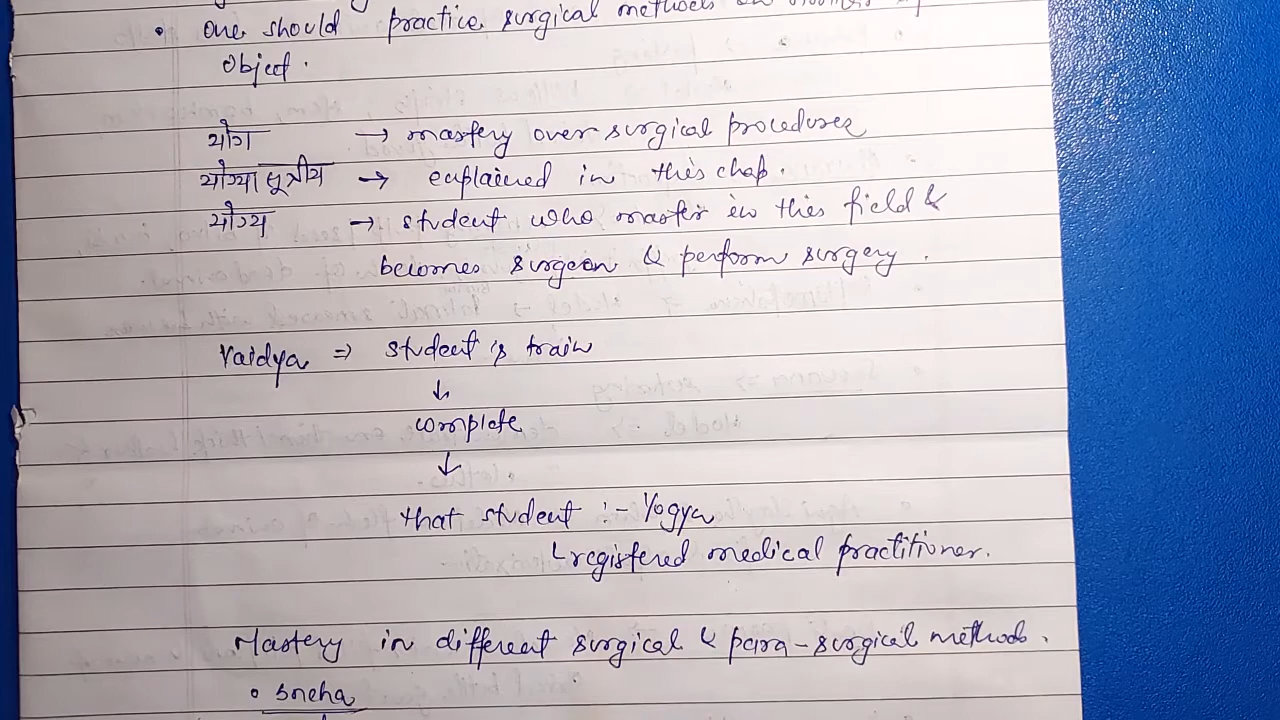 • one should practice surgical methods
object.
योग → mastery over surgical procedures
योग्यासूत्रीय → explained in this chap.
योग्य → student who master in this field &
becomes surgeon & perform surgery.
Vaidya ⇒ student is train
↓
complete
↓
that student :- Yogya
↳ registered medical practitioner.
Mastery in different surgical & para-surgical methods.
• sneha